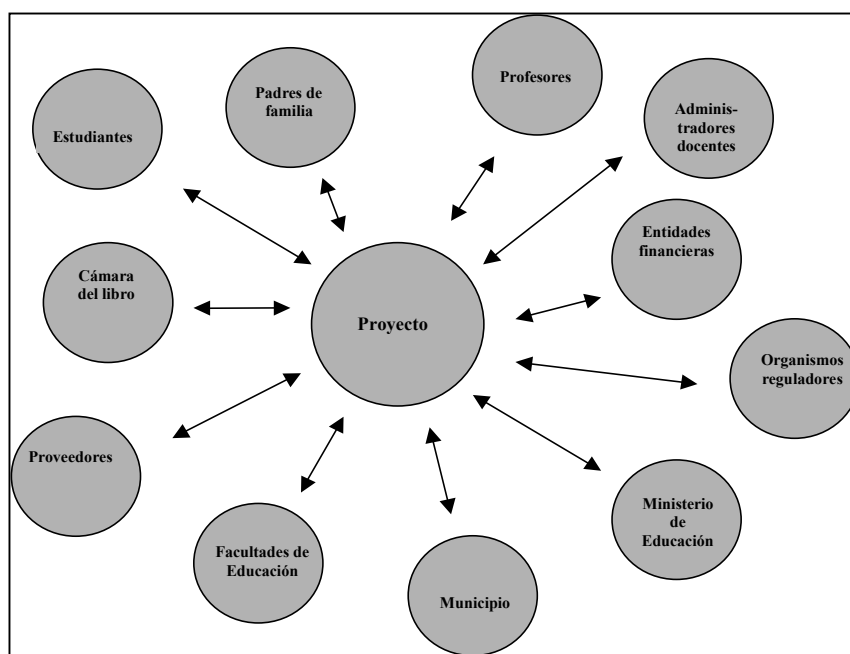 Profesores
Padres de
familia
Estudiantes
Adminis-
tradores
docentes
Entidades
financieras
Cámara
del libro
Proyecto
Organismos
reguladores
Proveedores
Ministerio
de
Educación
Facultades de
Educación
Municipio